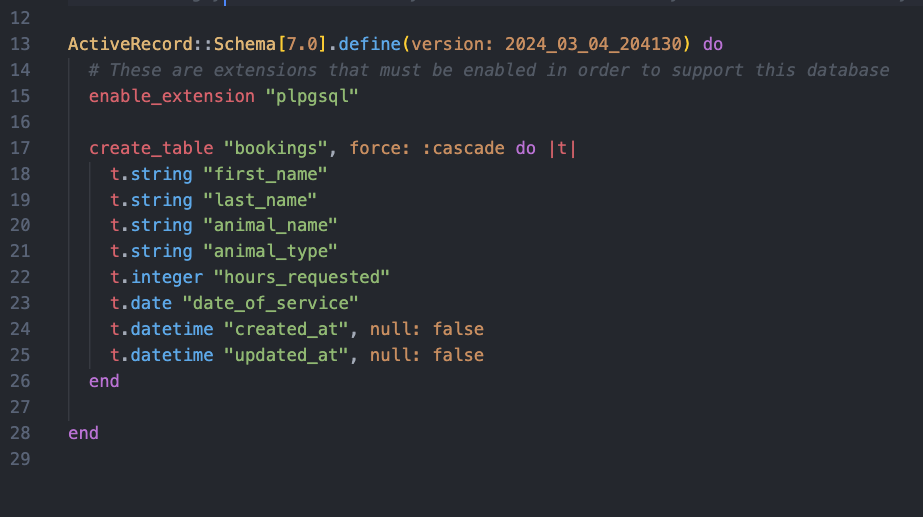 12
13 ActiveRecord::Schema[7.0].define(version: 2024_03_04_204130) do
14 # These are extensions that must be enabled in order to support this database
15 enable_extension "plpgsql"
16
17 create_table "bookings", force: :cascade do |t|
18 t.string "first_name"
19 t.string "last_name"
20 t.string "animal_name"
21 t.string "animal_type"
22 t.integer "hours_requested"
23 t.date "date_of_service"
24 t.datetime "created_at", null: false
25 t.datetime "updated_at", null: false
26 end
27
28 end
29